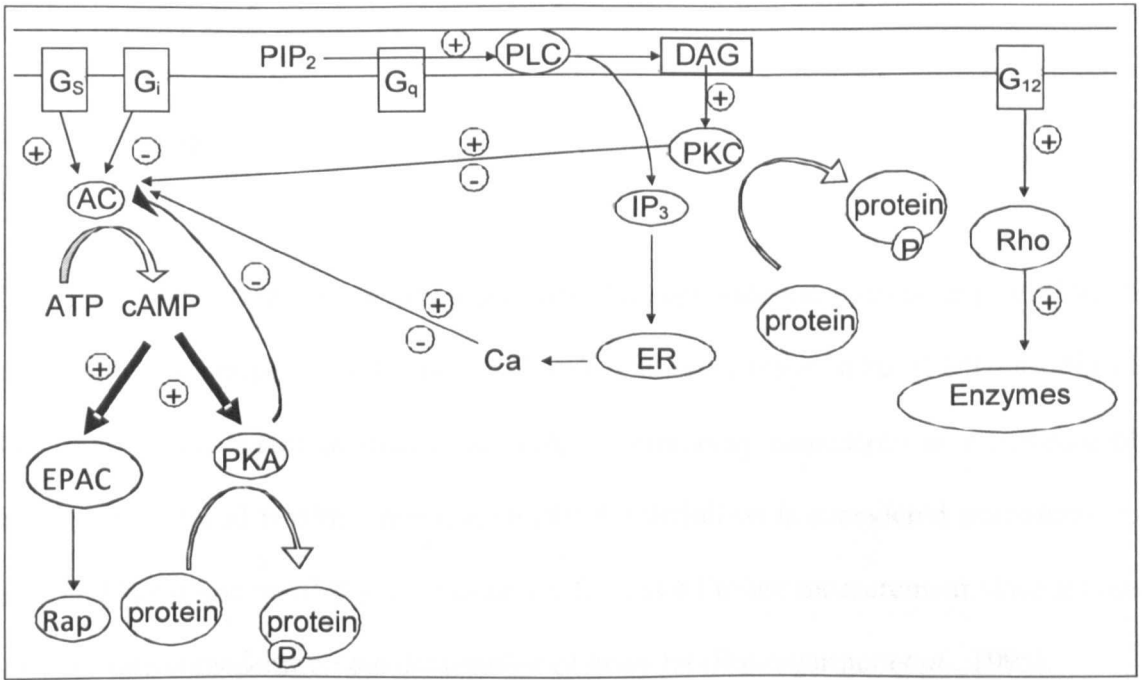 PIP₂
+
PLC
DAG
Gs
Gi
Gq
G₁₂
+
-
+
+
-
PKC
+
AC
IP₃
protein
P
Rho
-
ATP cAMP
+
-
protein
+
Ca
ER
+
+
Enzymes
EPAC
PKA
Rap
protein
protein
P